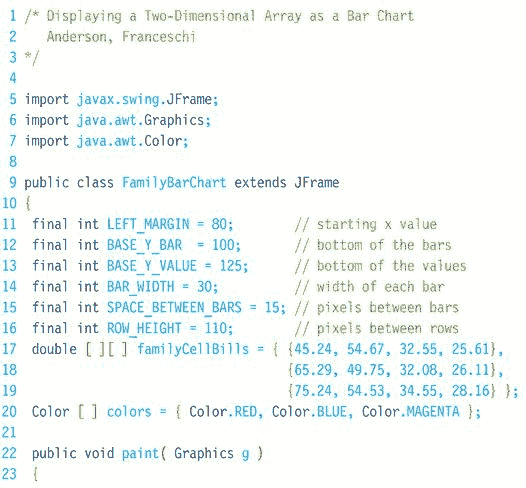 1 /* Displaying a Two-Dimensional Array as a Bar Chart
2 Anderson, Franceschi
3 */
4
5 import javax.swing.JFrame;
6 import java.awt.Graphics;
7 import java.awt.Color;
8
9 public class FamilyBarChart extends JFrame
10 {
11 final int LEFT_MARGIN = 80; // starting x value
12 final int BASE_Y_BAR = 100; // bottom of the bars
13 final int BASE_Y_VALUE = 125; // bottom of the values
14 final int BAR_WIDTH = 30; // width of each bar
15 final int SPACE_BETWEEN_BARS = 15; // pixels between bars
16 final int ROW_HEIGHT = 110; // pixels between rows
17 double [ ][ ] familyCellBills = { {45.24, 54.67, 32.55, 25.61},
18 {65.29, 49.75, 32.08, 26.11},
19 {75.24, 54.53, 34.55, 28.16} };
20 Color [ ] colors = { Color.RED, Color.BLUE, Color.MAGENTA };
21
22 public void paint( Graphics g )
23 {